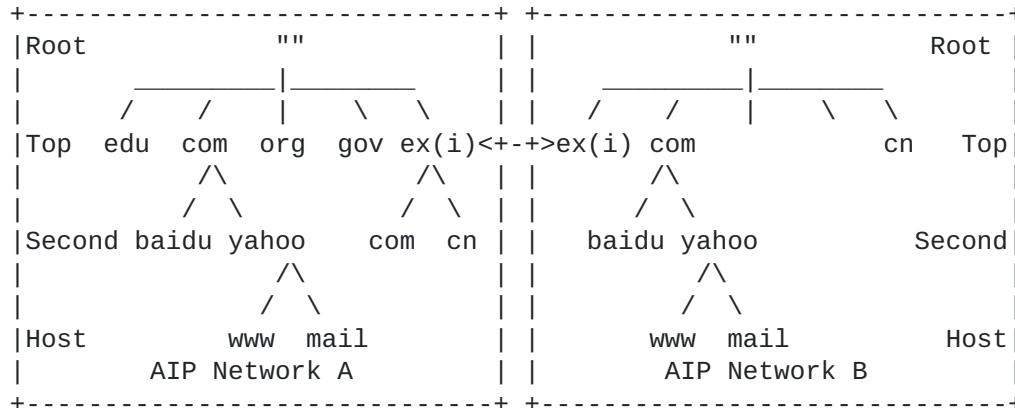 Root "" "" Root
Top edu com org gov ex(i)<+-+>ex(i) com cn Top
Second baidu yahoo com cn baidu yahoo Second
Host www mail www mail Host
AIP Network A AIP Network B